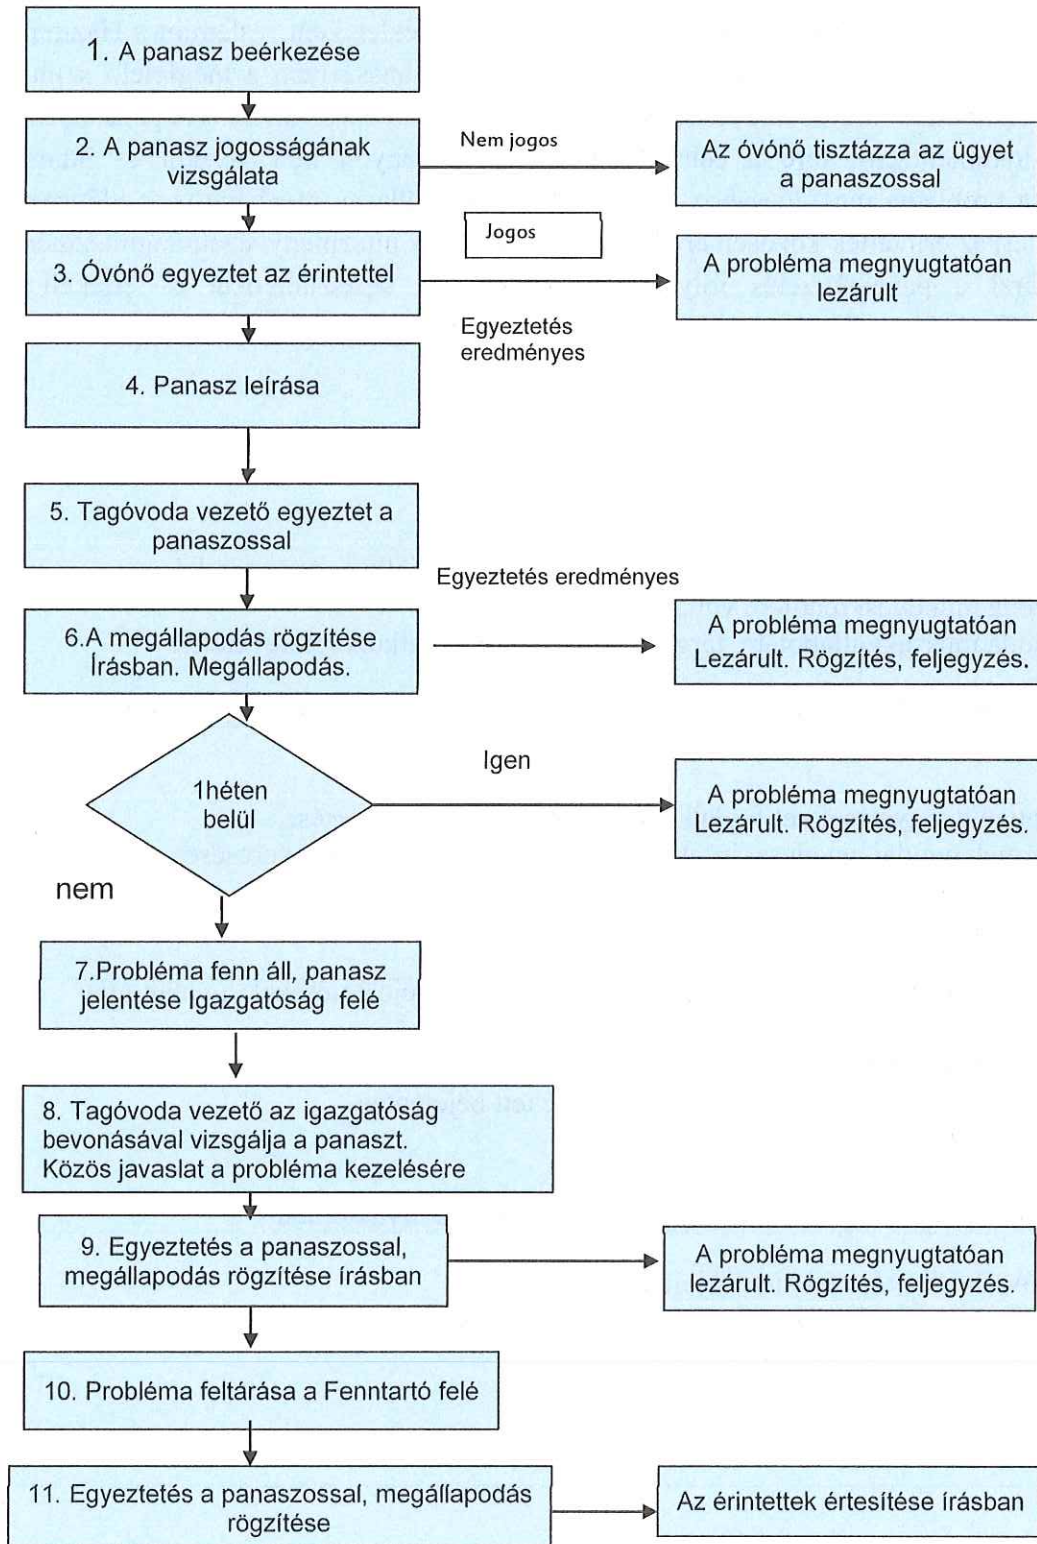 1. A panasz beérkezése
2. A panasz jogosságának
vizsgálata
Nem jogos
Az óvónő tisztázza az ügyet
a panaszossal
Jogos
3. Óvónő egyeztet az érintettel
A probléma megnyugtatóan
lezárult
Egyeztetés
eredményes
4. Panasz leírása
5. Tagóvoda vezető egyeztet a
panaszossal
Egyeztetés eredményes
6.A megállapodás rögzítése
Írásban. Megállapodás.
A probléma megnyugtatóan
Lezárult. Rögzítés, feljegyzés.
1héten
belül
Igen
A probléma megnyugtatóan
Lezárult. Rögzítés, feljegyzés.
nem
7.Probléma fenn áll, panasz
jelentése Igazgatóság felé
8. Tagóvoda vezető az igazgatóság
bevonásával vizsgálja a panaszt.
Közös javaslat a probléma kezelésére
9. Egyeztetés a panaszossal,
megállapodás rögzítése írásban
A probléma megnyugtatóan
lezárult. Rögzítés, feljegyzés.
10. Probléma feltárása a Fenntartó felé
11. Egyeztetés a panaszossal, megállapodás
rögzítése
Az érintettek értesítése írásban